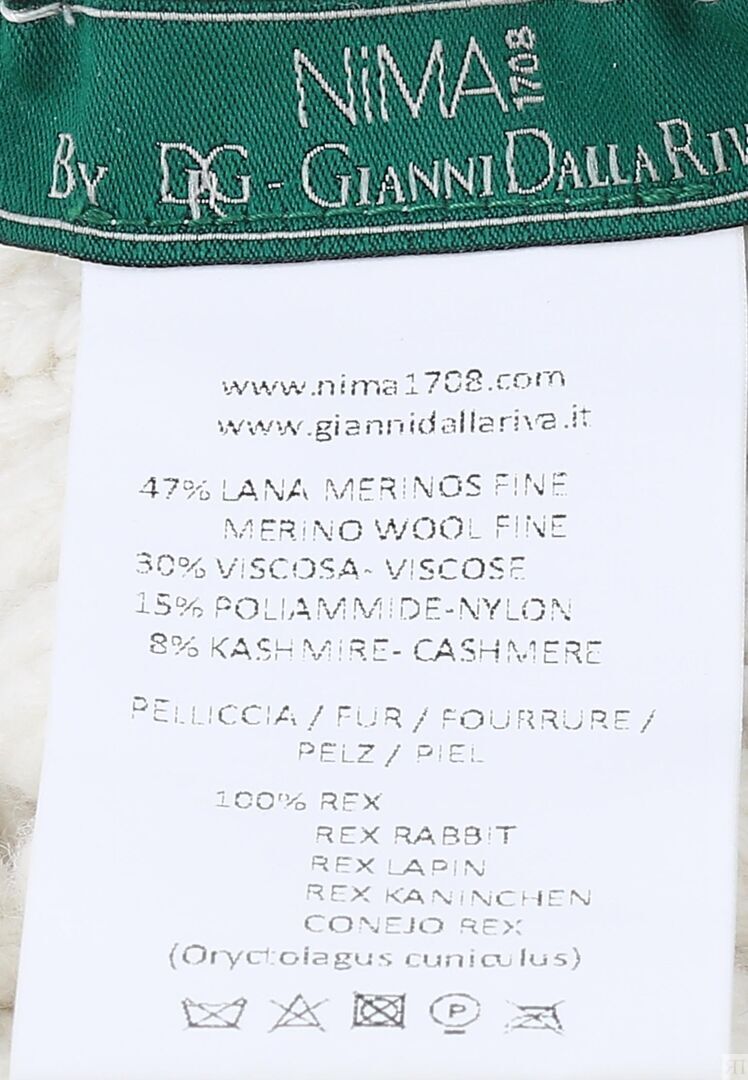 NiMA 1708
By DRG - GIANNI DALLA RIV
www.nima1708.com
www.giannidallariva.it
47% LANA MERINOS FINE
MERINO WOOL FINE
30% VISCOSA- VISCOSE
15% POLIAMMIDE-NYLON
8% KASHMIRE- CASHMERE
PELLICCIA / FUR / FOURRURE /
PELZ / PIEL
100% REX
REX RABBIT
REX LAPIN
REX KANINCHEN
CONEJO REX
(Oryctolagus cuniculus)
P